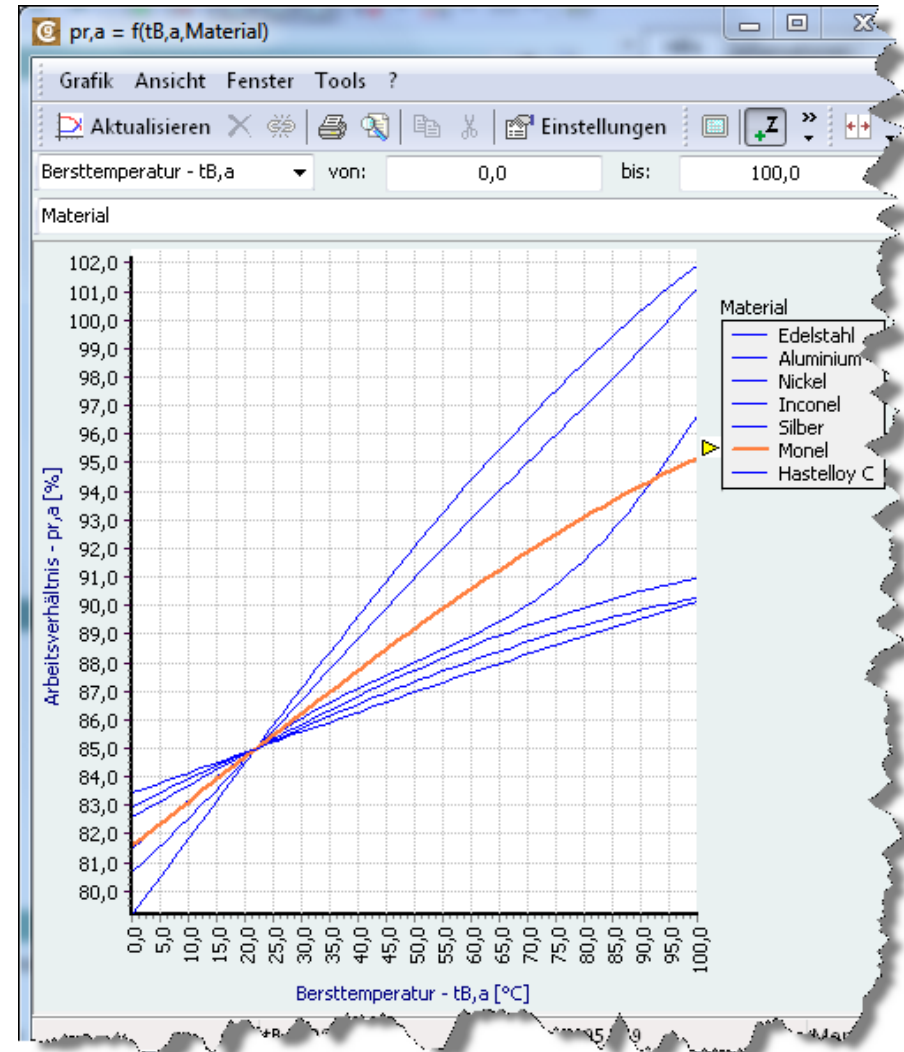 pr,a = f(tB,a,Material)
Grafik Ansicht Fenster Tools ?
Aktualisieren Einstellungen
Bersttemperatur - tB,a von: 0,0 bis: 100,0
Material
102,0
101,0
100,0
99,0
98,0
97,0
96,0
95,0
94,0
93,0
92,0
91,0
90,0
89,0
88,0
87,0
86,0
85,0
84,0
83,0
82,0
81,0
80,0
Arbeitsverhältnis - pr,a [%]
0,0 5,0 10,0 15,0 20,0 25,0 30,0 35,0 40,0 45,0 50,0 55,0 60,0 65,0 70,0 75,0 80,0 85,0 90,0 95,0 100,0
Bersttemperatur - tB,a [°C]
Material
Edelstahl
Aluminium
Nickel
Inconel
Silber
Monel
Hastelloy C